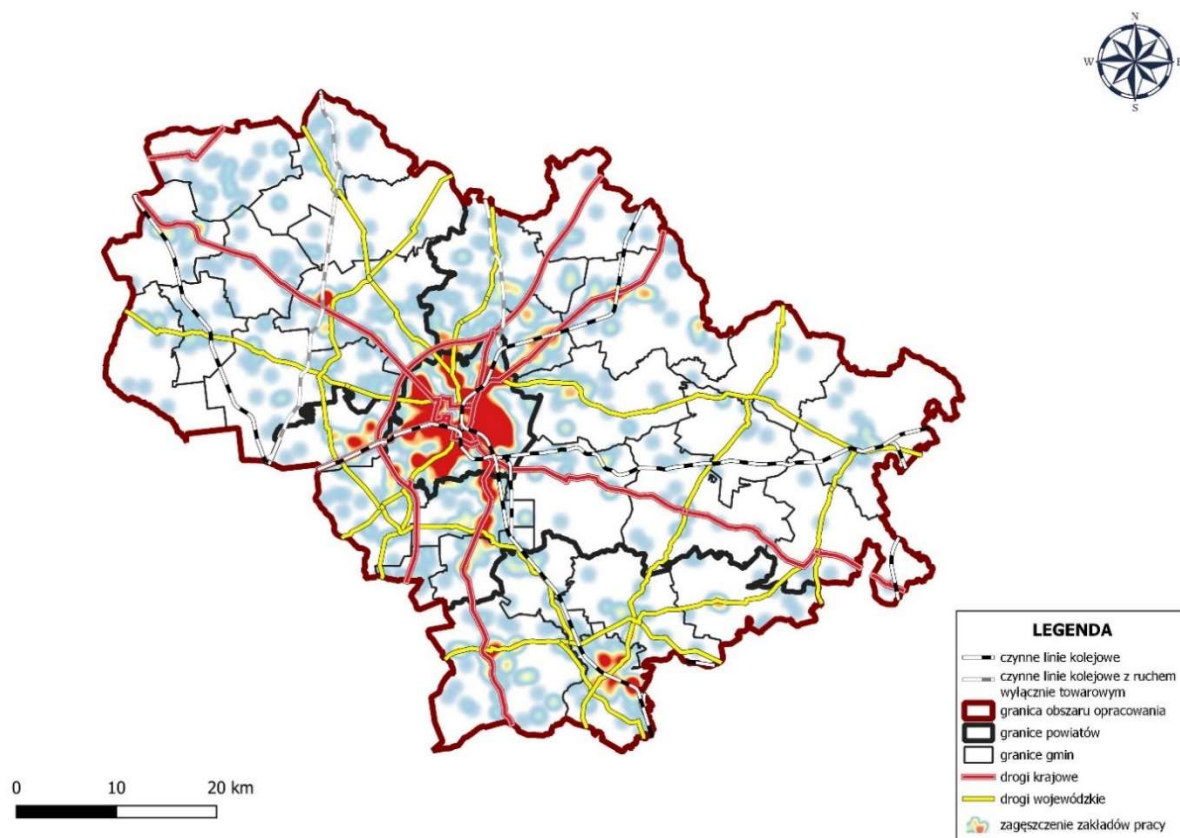 N
W
E
S
LEGENDA
czynne linie kolejowe
czynne linie kolejowe z ruchem
wyłącznie towarowym
granica obszaru opracowania
granice powiatów
granice gmin
drogi krajowe
drogi wojewódzkie
zagęszczenie zakładów pracy
0 10 20 km